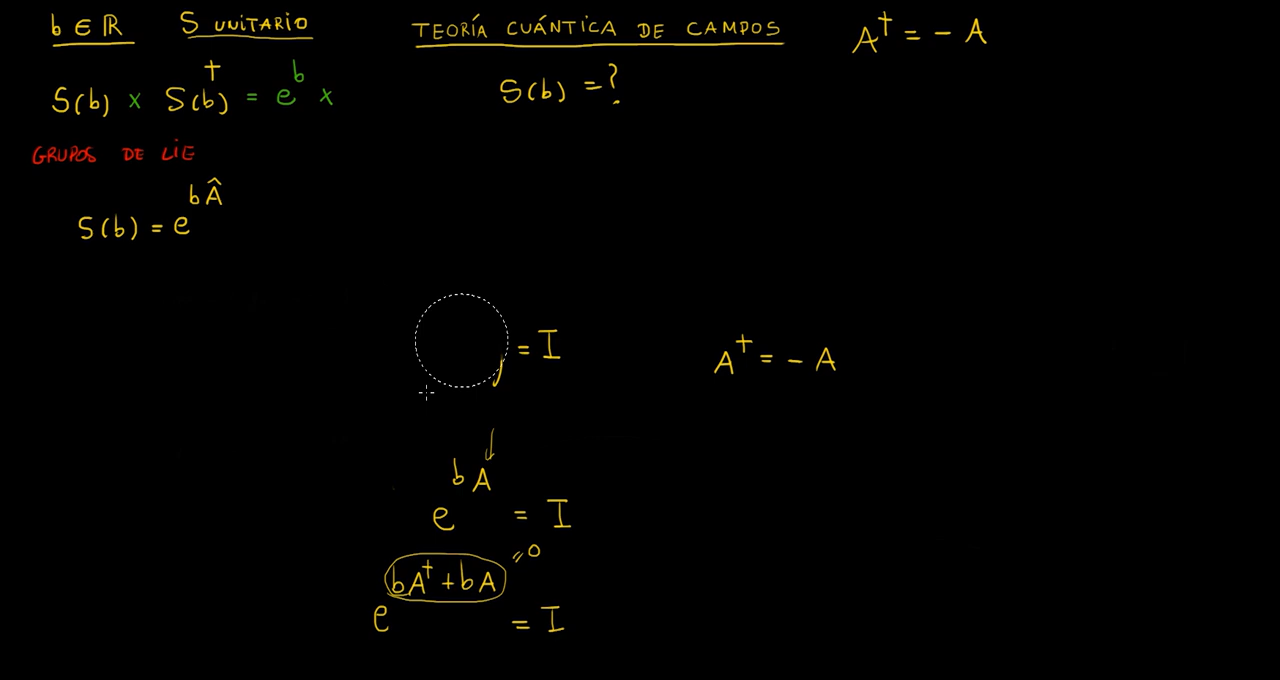 b ∈ ℝ   S UNITARIO   TEORÍA CUÁNTICA DE CAMPOS   A† = - A
S(b) x S(b)† = e^b x   S(b) = ?
GRUPOS DE LIE
S(b) = e^{bÂ}
= I   A† = - A
e^{bA} = I
e^{bA† + bA} = I   = 0